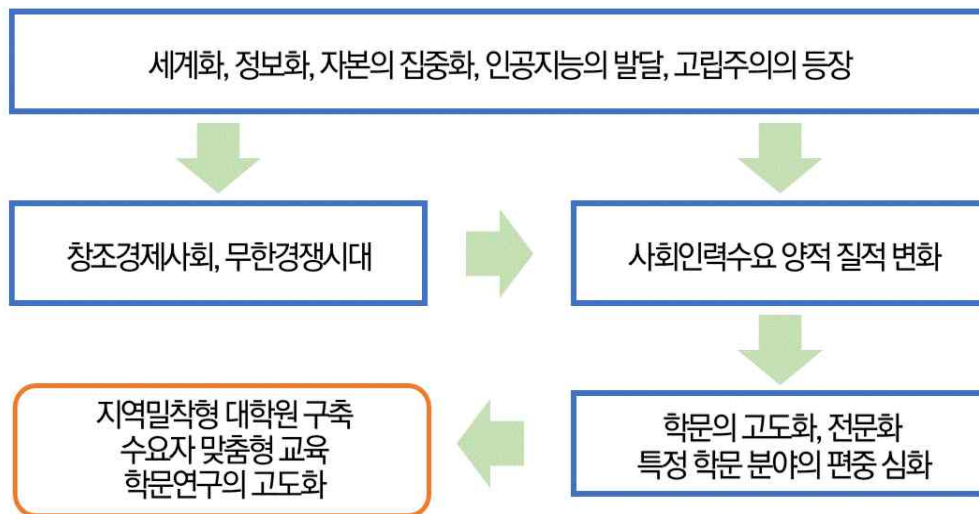 세계화, 정보화, 자본의 집중화, 인공지능의 발달, 고립주의의 등장
창조경제사회, 무한경쟁시대
사회인력수요 양적 질적 변화
학문의 고도화, 전문화
특정 학문 분야의 편중 심화
지역밀착형 대학원 구축
수요자 맞춤형 교육
학문연구의 고도화